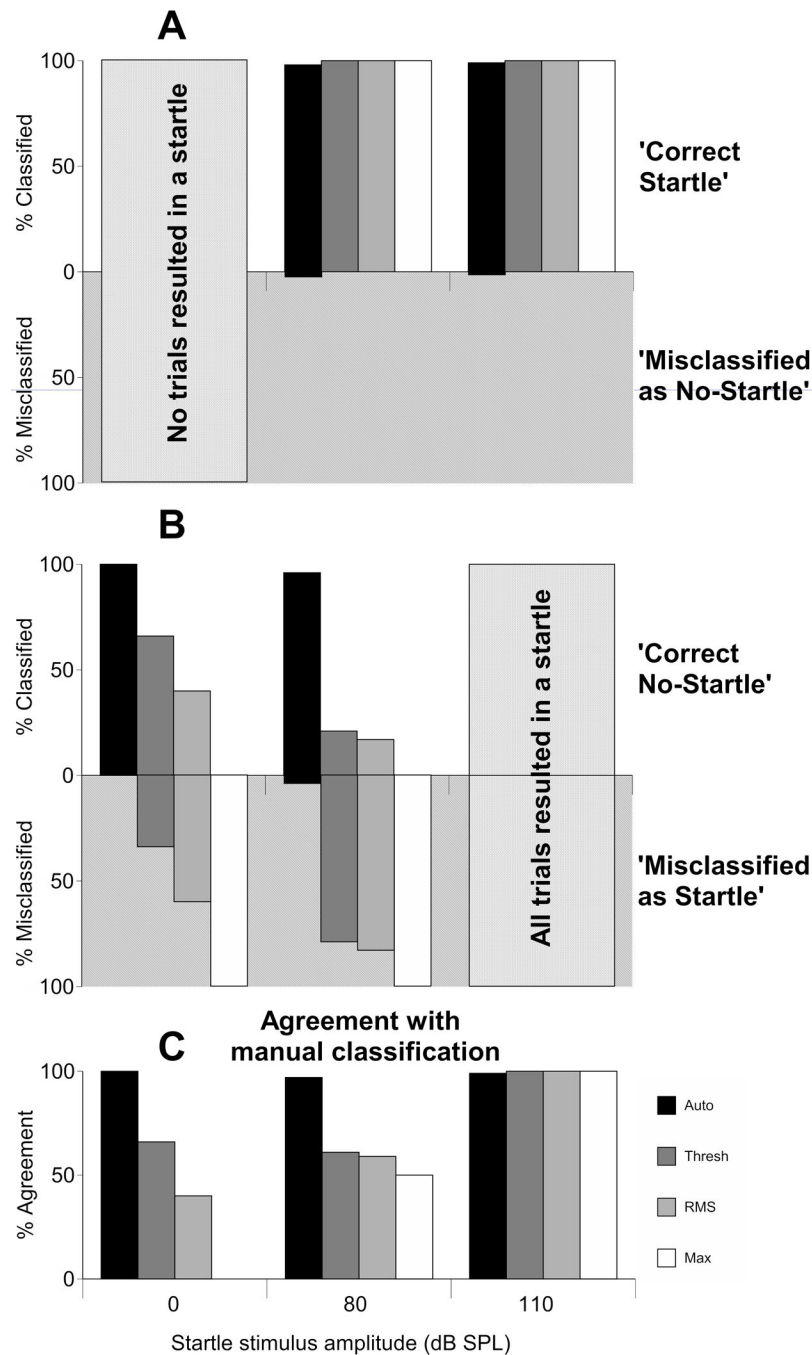 A
100
50
0
50
100
% Classified
% Misclassified
No trials resulted in a startle
'Correct
Startle'
'Misclassified
as No-Startle'
B
100
50
0
50
100
% Classified
% Misclassified
All trials resulted in a startle
'Correct
No-Startle'
'Misclassified
as Startle'
C
Agreement with
manual classification
100
50
0
% Agreement
Auto
Thresh
RMS
Max
0 80 110
Startle stimulus amplitude (dB SPL)